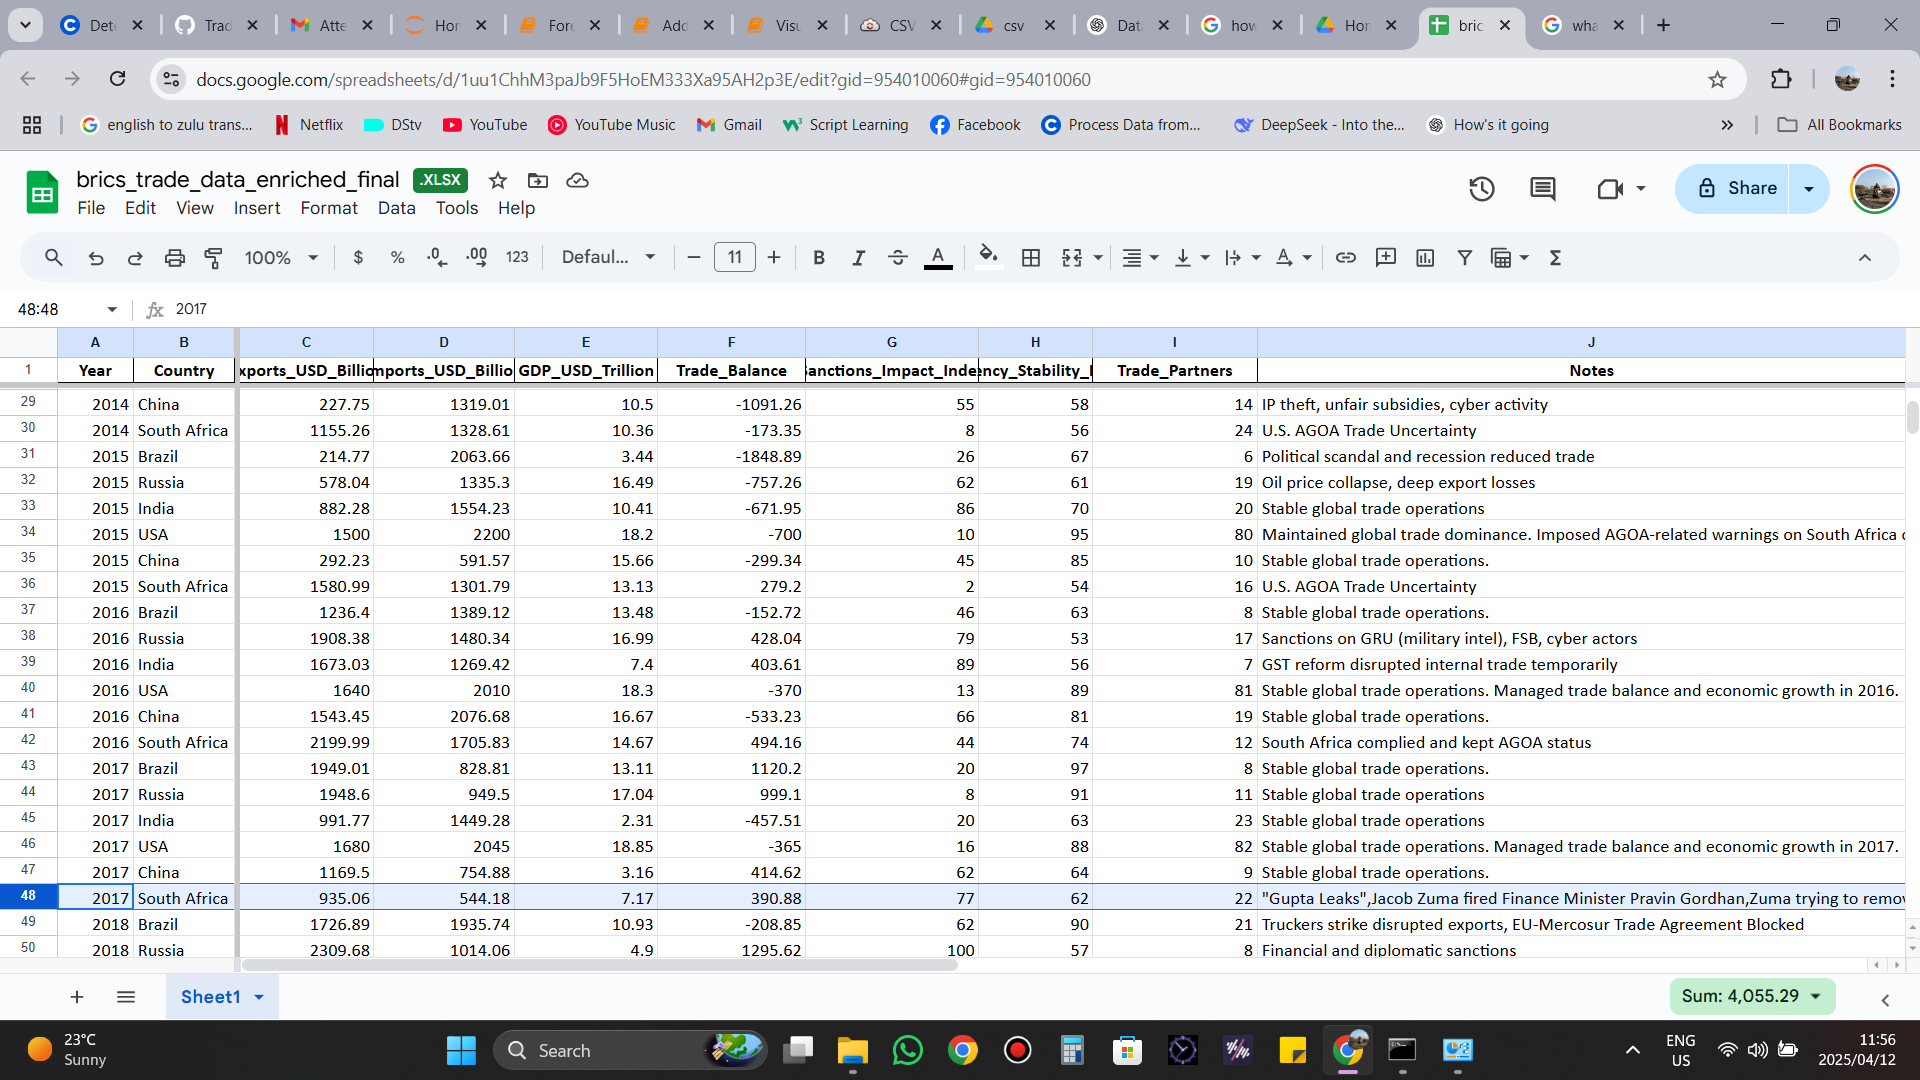 Dete
Trad
Atte
Hor
Fore
Add
Visu
CSV
csv
Dat
how
Hor
bric
wha
docs.google.com/spreadsheets/d/1uu1ChhM3paJb9F5HoEM333Xa95AH2p3E/edit?gid=954010060#gid=954010060
english to zulu trans... Netflix DStv YouTube YouTube Music Gmail Script Learning Facebook Process Data from... DeepSeek - Into the... How's it going » All Bookmarks
brics_trade_data_enriched_final .XLSX
File Edit View Insert Format Data Tools Help
Share
100% $ % .0 .00 123 Defaul... 11 B I A
48:48 fx 2017
A B C D E F G H I J
1 Year Country xports_USD_Billio mports_USD_Billio GDP_USD_Trillion Trade_Balance Sanctions_Impact_Inde ency_Stability_I Trade_Partners Notes
29 2014 China 227.75 1319.01 10.5 -1091.26 55 58 14 IP theft, unfair subsidies, cyber activity
30 2014 South Africa 1155.26 1328.61 10.36 -173.35 8 56 24 U.S. AGOA Trade Uncertainty
31 2015 Brazil 214.77 2063.66 3.44 -1848.89 26 67 6 Political scandal and recession reduced trade
32 2015 Russia 578.04 1335.3 16.49 -757.26 62 61 19 Oil price collapse, deep export losses
33 2015 India 882.28 1554.23 10.41 -671.95 86 70 20 Stable global trade operations
34 2015 USA 1500 2200 18.2 -700 10 95 80 Maintained global trade dominance. Imposed AGOA-related warnings on South Africa
35 2015 China 292.23 591.57 15.66 -299.34 45 85 10 Stable global trade operations.
36 2015 South Africa 1580.99 1301.79 13.13 279.2 2 54 16 U.S. AGOA Trade Uncertainty
37 2016 Brazil 1236.4 1389.12 13.48 -152.72 46 63 8 Stable global trade operations.
38 2016 Russia 1908.38 1480.34 16.99 428.04 79 53 17 Sanctions on GRU (military intel), FSB, cyber actors
39 2016 India 1673.03 1269.42 7.4 403.61 89 56 7 GST reform disrupted internal trade temporarily
40 2016 USA 1640 2010 18.3 -370 13 89 81 Stable global trade operations. Managed trade balance and economic growth in 2016.
41 2016 China 1543.45 2076.68 16.67 -533.23 66 81 19 Stable global trade operations.
42 2016 South Africa 2199.99 1705.83 14.67 494.16 44 74 12 South Africa complied and kept AGOA status
43 2017 Brazil 1949.01 828.81 13.11 1120.2 20 97 8 Stable global trade operations.
44 2017 Russia 1948.6 949.5 17.04 999.1 8 91 11 Stable global trade operations
45 2017 India 991.77 1449.28 2.31 -457.51 20 63 23 Stable global trade operations
46 2017 USA 1680 2045 18.85 -365 16 88 82 Stable global trade operations. Managed trade balance and economic growth in 2017.
47 2017 China 1169.5 754.88 3.16 414.62 62 64 9 Stable global trade operations.
48 2017 South Africa 935.06 544.18 7.17 390.88 77 62 22 "Gupta Leaks",Jacob Zuma fired Finance Minister Pravin Gordhan,Zuma trying to remov
49 2018 Brazil 1726.89 1935.74 10.93 -208.85 62 90 21 Truckers strike disrupted exports, EU-Mercosur Trade Agreement Blocked
50 2018 Russia 2309.68 1014.06 4.9 1295.62 100 57 8 Financial and diplomatic sanctions
Sheet1 Sum: 4,055.29
23°C
Sunny
Search
ENG
US
11:56
2025/04/12